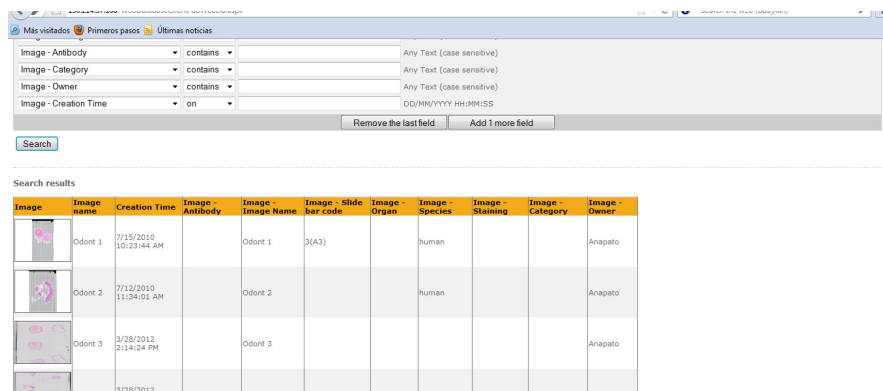 Más visitados Primeros pasos Últimas noticias
Image - Antibody contains Any Text (case sensitive)
Image - Category contains Any Text (case sensitive)
Image - Owner contains Any Text (case sensitive)
Image - Creation Time on DD/MM/YYYY HH:MM:SS
Remove the last field Add 1 more field
Search
Search results
Image Image name Creation Time Image - Antibody Image - Image Name Image - Slide bar code Image - Organ Image - Species Image - Staining Image - Category Image - Owner
Odont 1 7/15/2010 10:23:44 AM Odont 1 3(A3) human Anapato
Odont 2 7/12/2010 11:34:01 AM Odont 2 human Anapato
Odont 3 3/28/2012 2:14:24 PM Odont 3 Anapato
3/28/2012